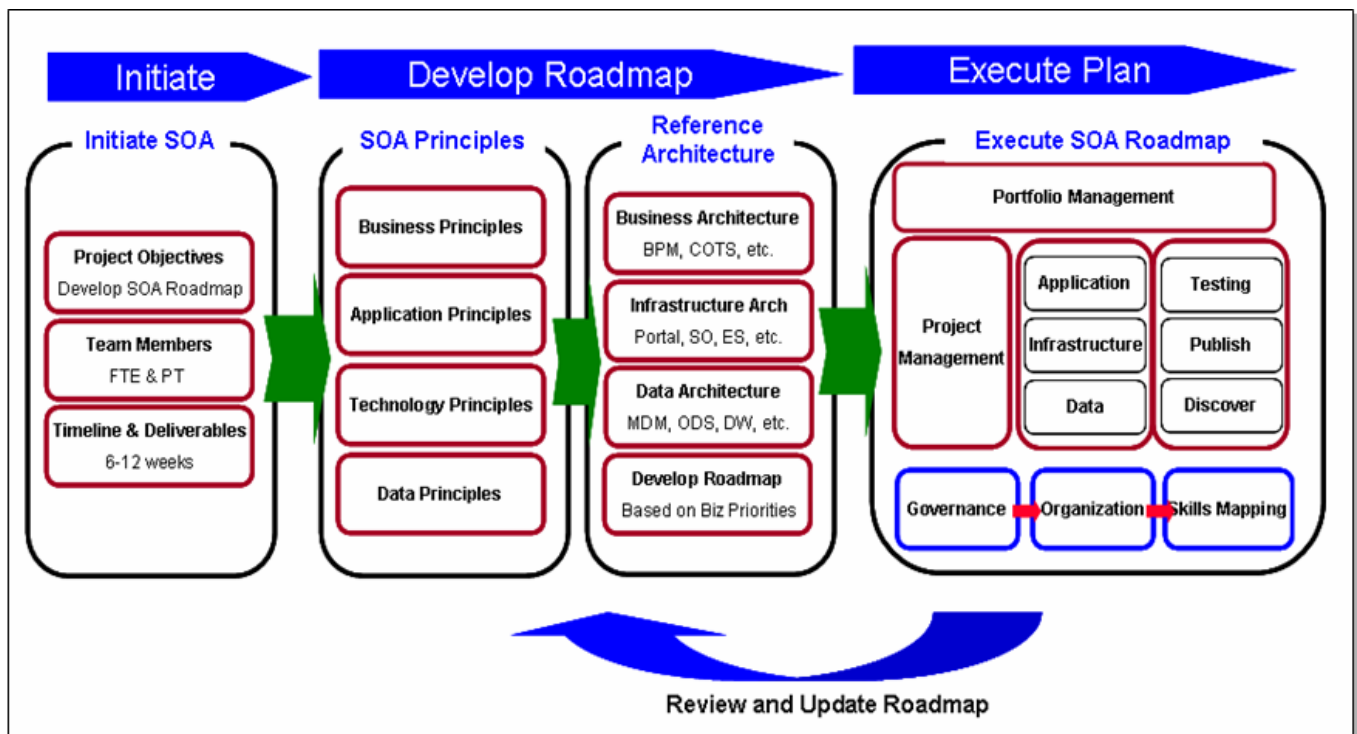 Initiate
Develop Roadmap
Execute Plan
Initiate SOA
Project Objectives
Develop SOA Roadmap
Team Members
FTE & PT
Timeline & Deliverables
6-12 weeks
SOA Principles
Business Principles
Application Principles
Technology Principles
Data Principles
Reference
Architecture
Business Architecture
BPM, COTS, etc.
Infrastructure Arch
Portal, SO, ES, etc.
Data Architecture
MDM, ODS, DW, etc.
Develop Roadmap
Based on Biz Priorities
Execute SOA Roadmap
Portfolio Management
Project
Management
Application
Infrastructure
Data
Testing
Publish
Discover
Governance
Organization
Skills Mapping
Review and Update Roadmap